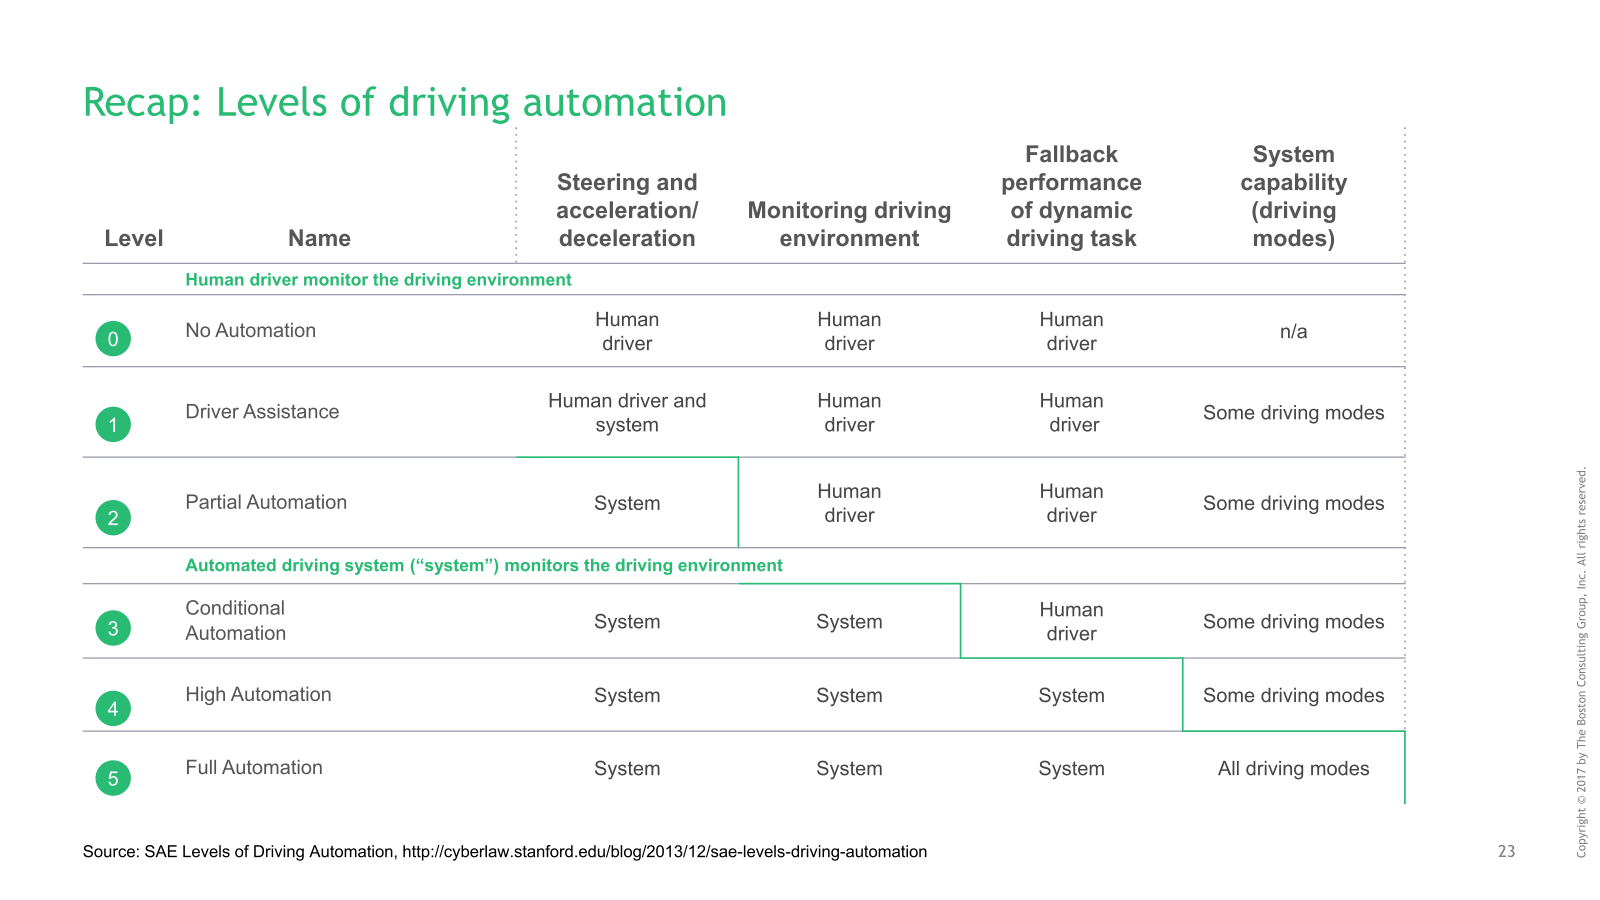 Recap: Levels of driving automation
Level
Name
Steering and
acceleration/
deceleration
Monitoring driving
environment
Fallback
performance
of dynamic
driving task
System
capability
(driving
modes)
Human driver monitor the driving environment
0
No Automation
Human
driver
Human
driver
Human
driver
n/a
1
Driver Assistance
Human driver and
system
Human
driver
Human
driver
Some driving modes
2
Partial Automation
System
Human
driver
Human
driver
Some driving modes
Automated driving system (“system”) monitors the driving environment
3
Conditional
Automation
System
System
Human
driver
Some driving modes
4
High Automation
System
System
System
Some driving modes
5
Full Automation
System
System
System
All driving modes
Source: SAE Levels of Driving Automation, http://cyberlaw.stanford.edu/blog/2013/12/sae-levels-driving-automation
23
Copyright © 2017 by The Boston Consulting Group, Inc. All rights reserved.